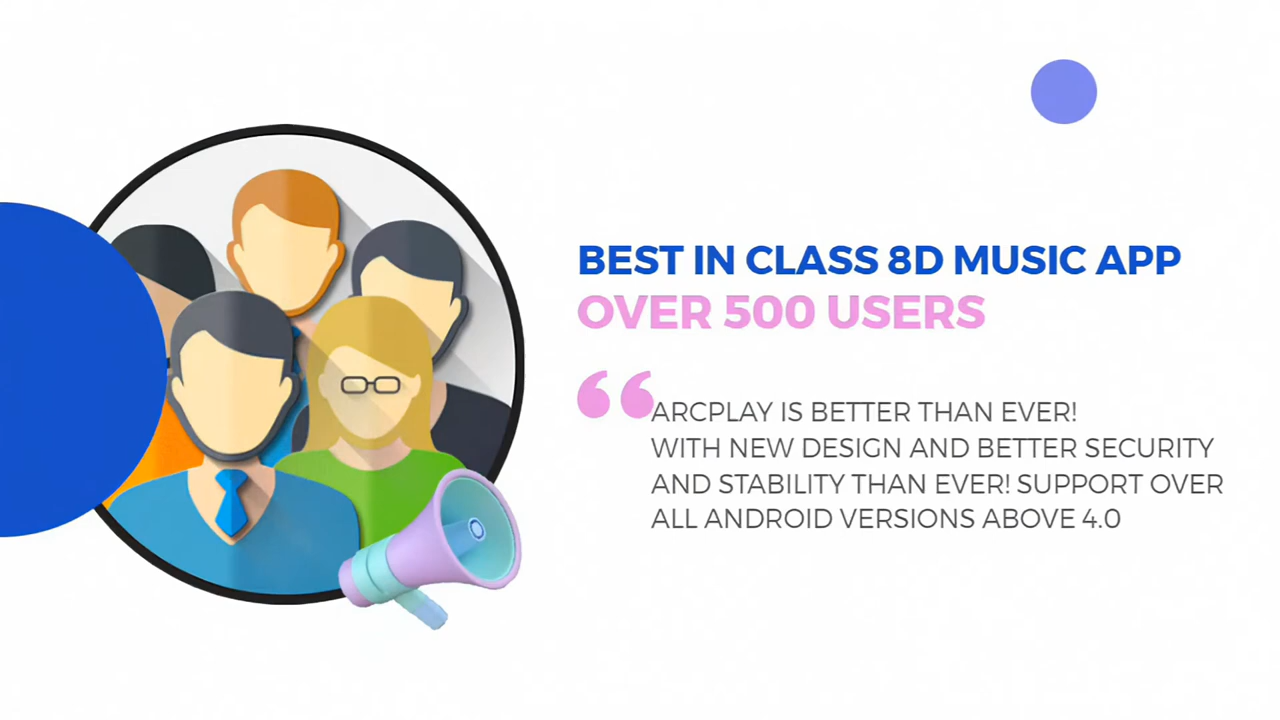 BEST IN CLASS 8D MUSIC APP
OVER 500 USERS
“ARCPLAY IS BETTER THAN EVER!
WITH NEW DESIGN AND BETTER SECURITY
AND STABILITY THAN EVER! SUPPORT OVER
ALL ANDROID VERSIONS ABOVE 4.0